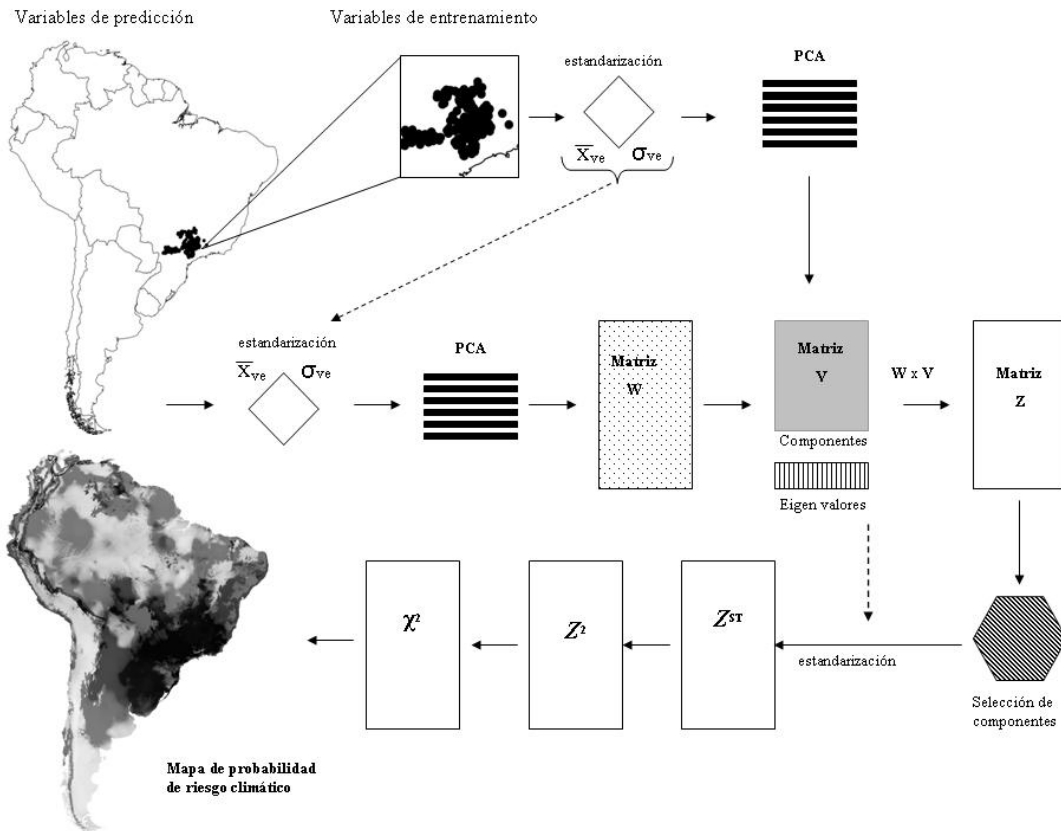 Variables de predicción
Variables de entrenamiento
estandarización
PCA
X̅ve σve
estandarización
X̅ve σve
PCA
Matriz
W
Matriz
V
W x V
Matriz
Z
Componentes
Eigen valores
χ²
Z²
Z^ST
estandarización
Selección de
componentes
Mapa de probabilidad
de riesgo climático